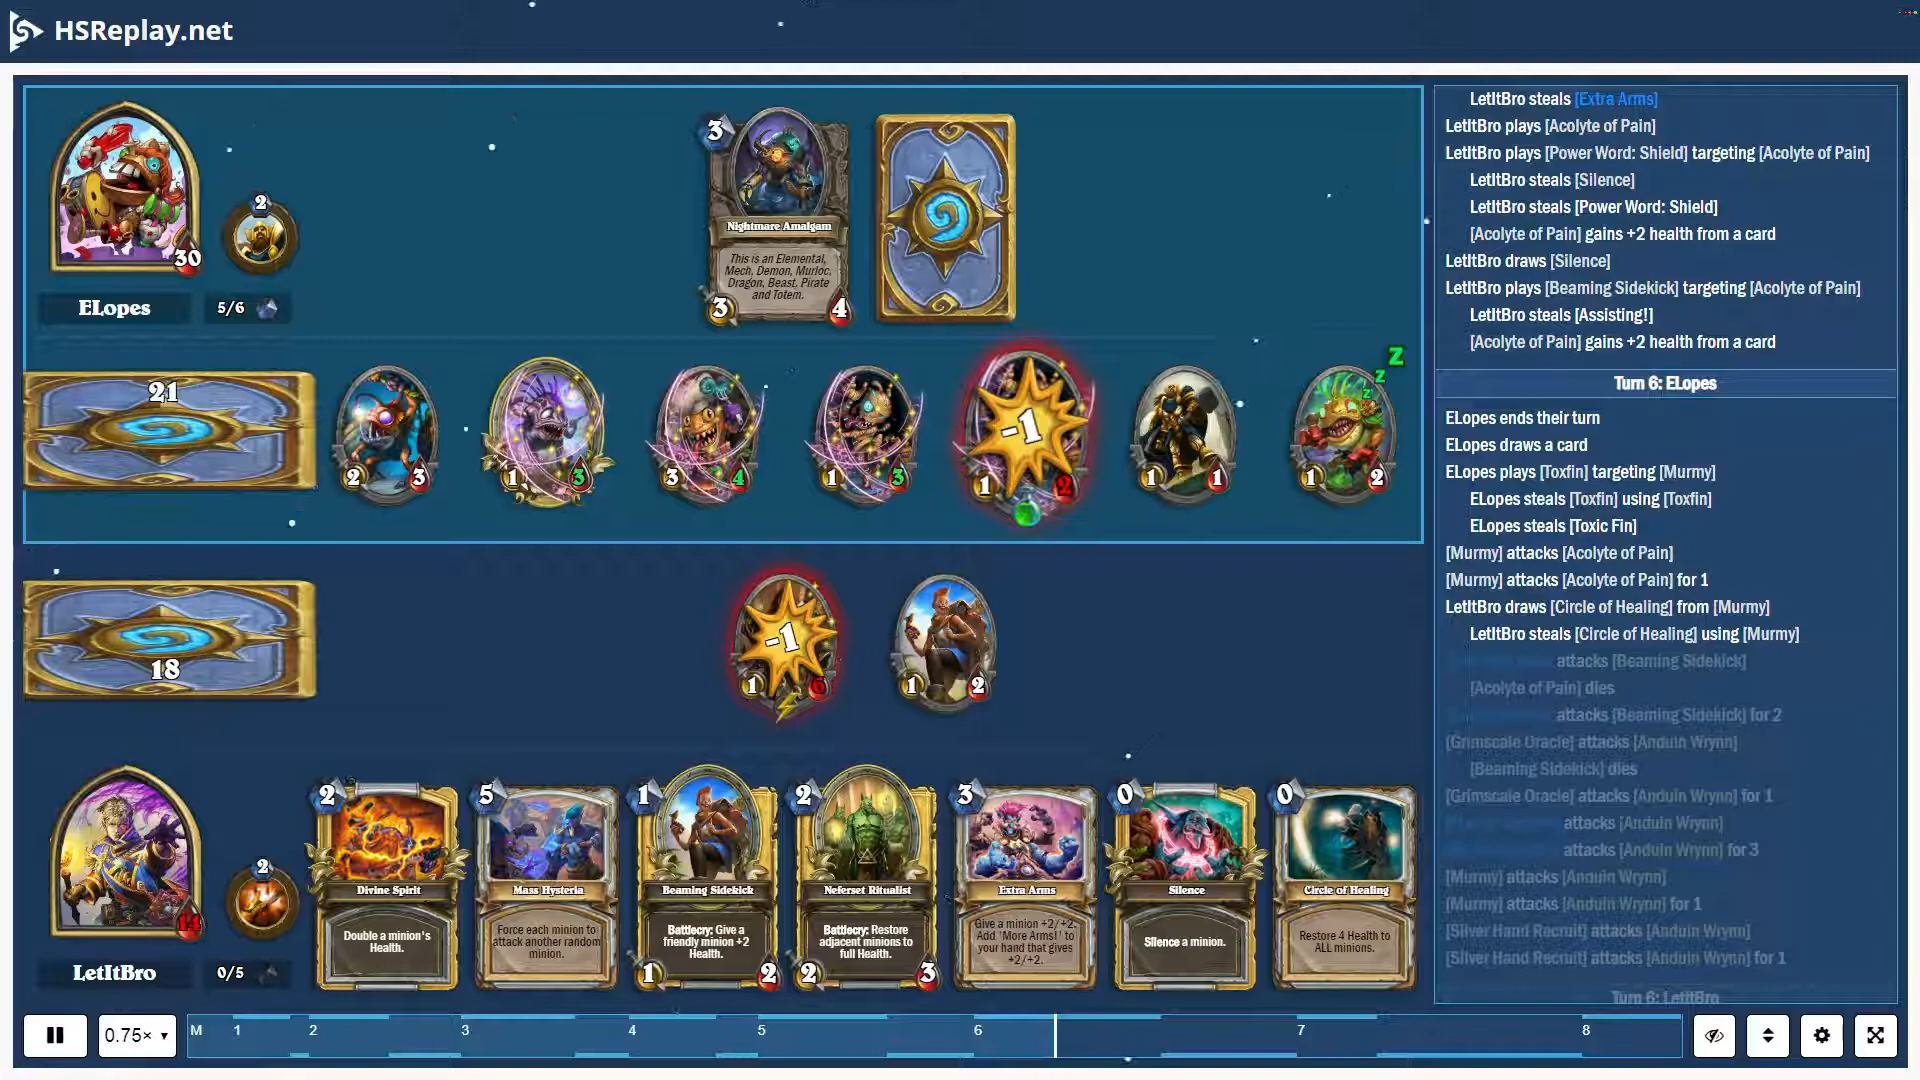 HSReplay.net
30
2
ELopes
5/6
3
Nightmare Amalgam
This is an Elemental,
Mech, Demon, Murloc,
Dragon, Beast, Pirate
and Totem.
3 4
21
2 3
1 3
3 4
1 3
-1
1 2
1 1
1 2
z
z
Z
18
-1
1 6
1 2
14
2
LetItBro
0/5
2
Divine Spirit
Double a minion's
Health.
5
Mass Hysteria
Force each minion to
attack another random
minion.
1
Beaming Sidekick
Battlecry: Give a
friendly minion +2
Health.
1 2
2
Neferset Ritualist
Battlecry: Restore
adjacent minions to
full Health.
2 3
3
Extra Arms
Give a minion +2/+2.
Add 'More Arms!' to
your hand that gives
+2/+2.
0
Silence
Silence a minion.
0
Circle of Healing
Restore 4 Health to
ALL minions.
LetItBro steals [Extra Arms]
LetItBro plays [Acolyte of Pain]
LetItBro plays [Power Word: Shield] targeting [Acolyte of Pain]
LetItBro steals [Silence]
LetItBro steals [Power Word: Shield]
[Acolyte of Pain] gains +2 health from a card
LetItBro draws [Silence]
LetItBro plays [Beaming Sidekick] targeting [Acolyte of Pain]
LetItBro steals [Assisting!]
[Acolyte of Pain] gains +2 health from a card
Turn 6: ELopes
ELopes ends their turn
ELopes draws a card
ELopes plays [Toxfin] targeting [Murmy]
ELopes steals [Toxfin] using [Toxfin]
ELopes steals [Toxic Fin]
[Murmy] attacks [Acolyte of Pain]
[Murmy] attacks [Acolyte of Pain] for 1
LetItBro draws [Circle of Healing] from [Murmy]
LetItBro steals [Circle of Healing] using [Murmy]
attacks [Beaming Sidekick]
[Acolyte of Pain] dies
attacks [Beaming Sidekick] for 2
[Grimscale Oracle] attacks [Anduin Wrynn]
[Beaming Sidekick] dies
[Grimscale Oracle] attacks [Anduin Wrynn] for 1
attacks [Anduin Wrynn]
attacks [Anduin Wrynn] for 3
[Murmy] attacks [Anduin Wrynn]
[Murmy] attacks [Anduin Wrynn] for 1
[Silver Hand Recruit] attacks [Anduin Wrynn]
[Silver Hand Recruit] attacks [Anduin Wrynn] for 1
Turn 6: LetItBro
0.75×
M 1 2 3 4 5 6 7 8